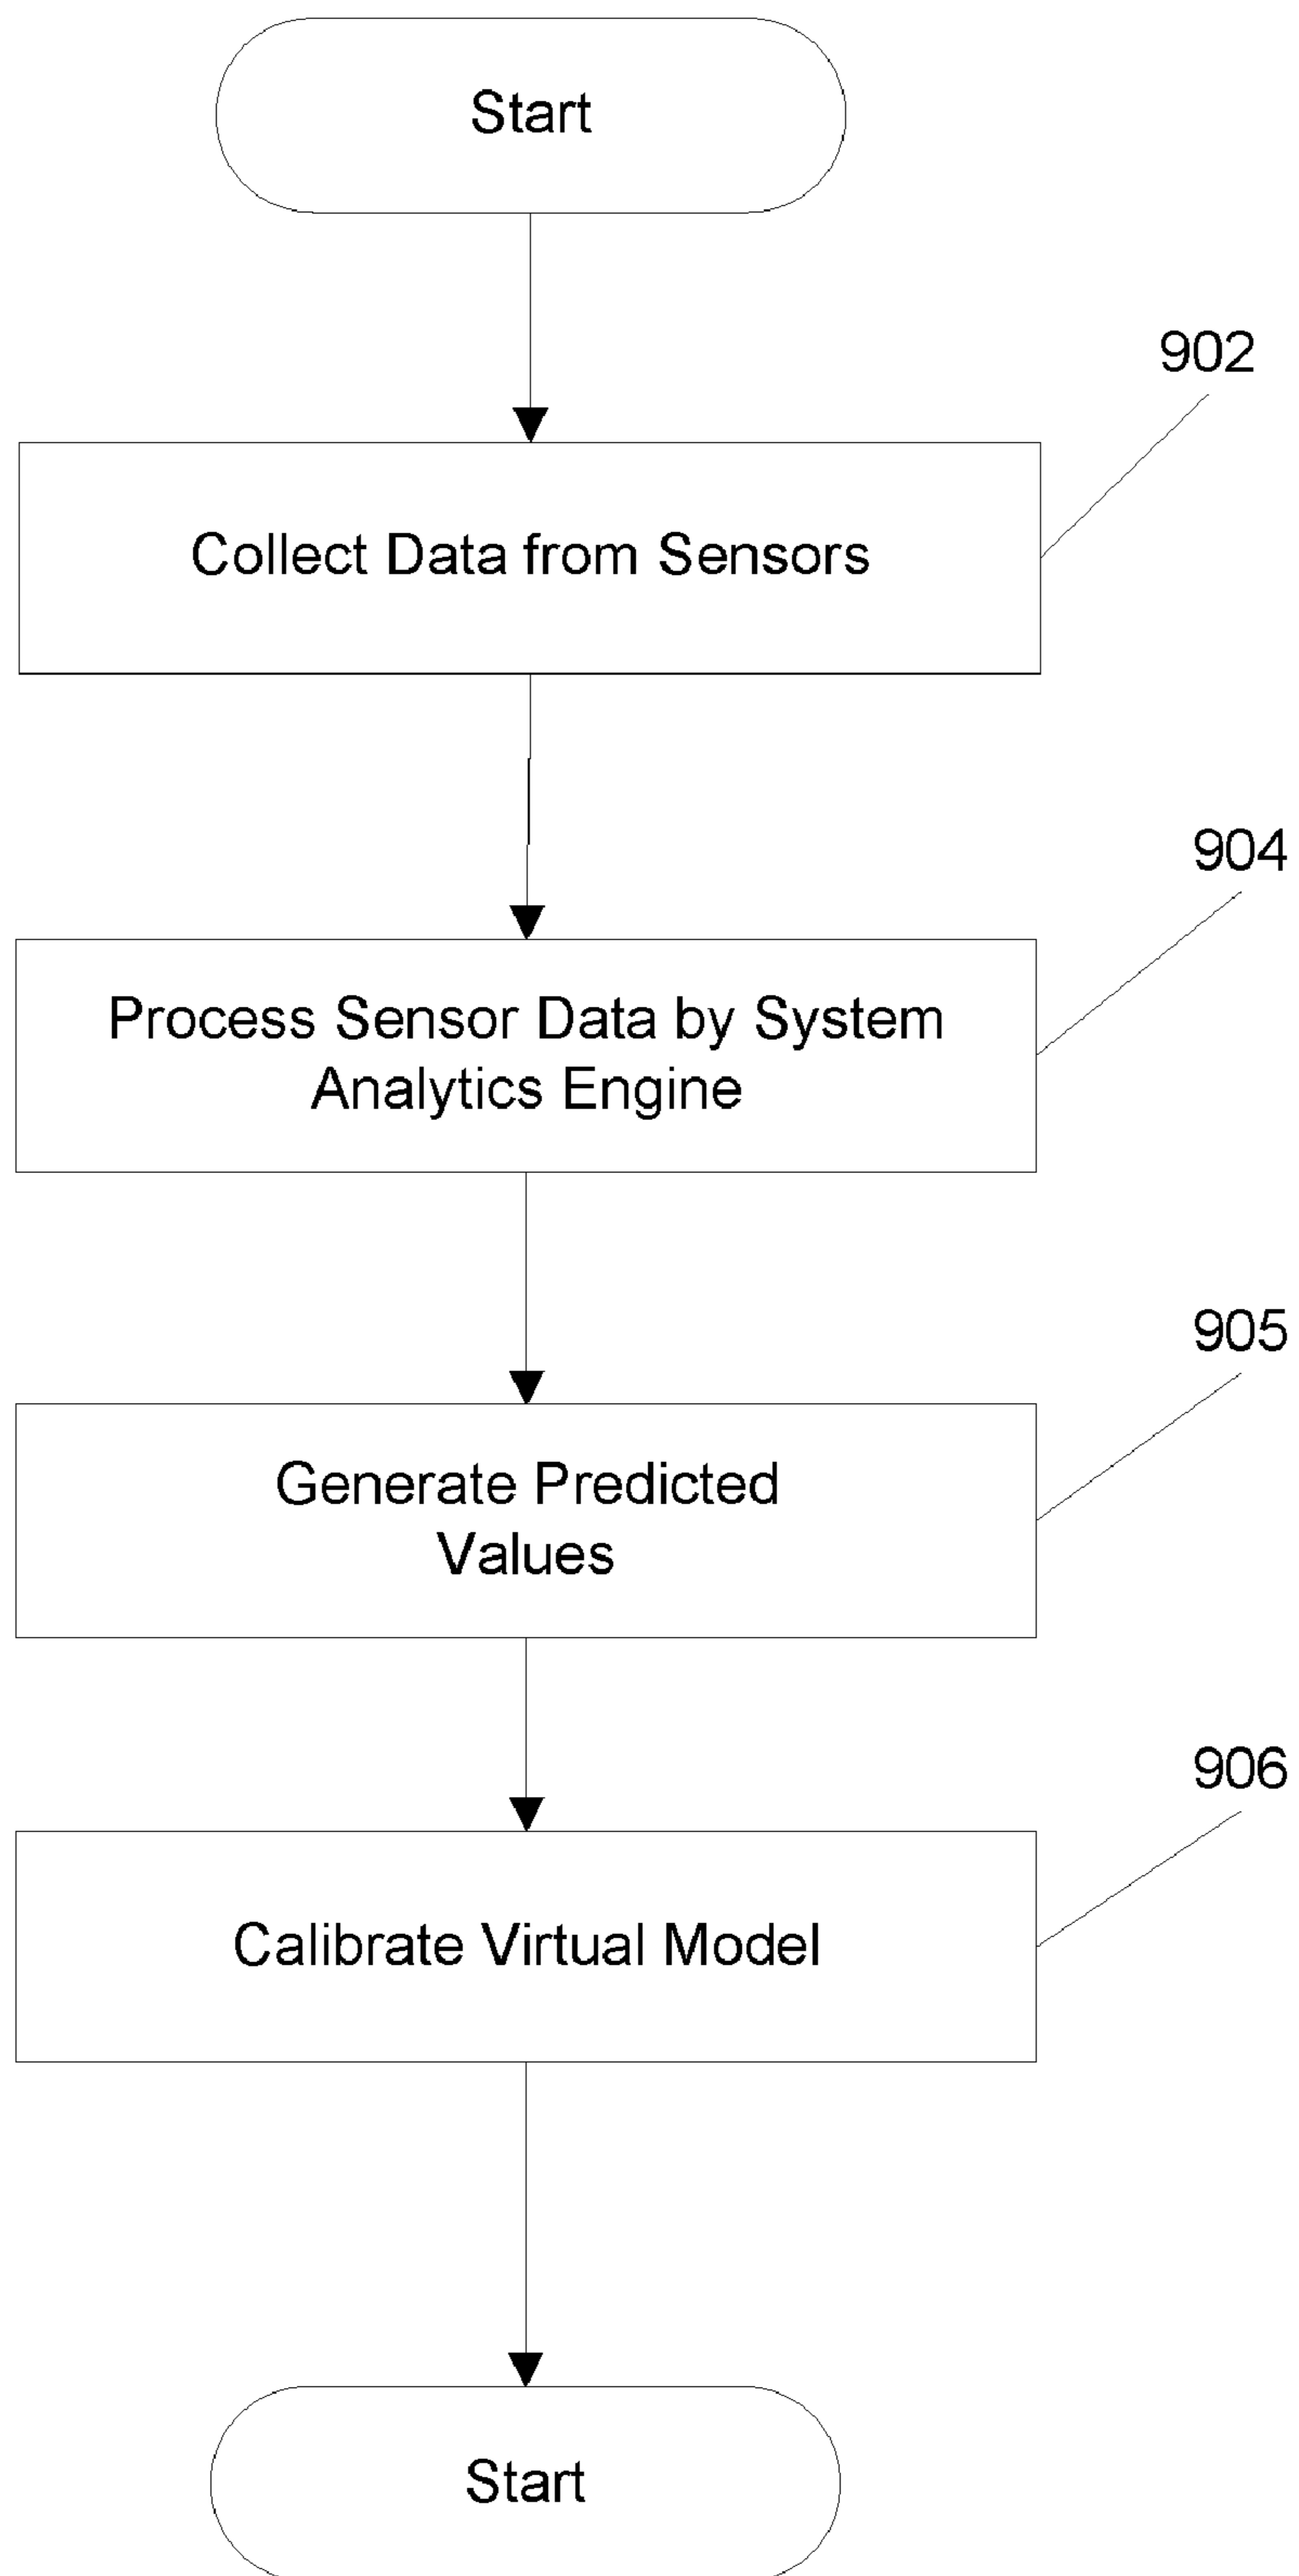 Start
902
Collect Data from Sensors
904
Process Sensor Data by System
Analytics Engine
905
Generate Predicted
Values
906
Calibrate Virtual Model
Start